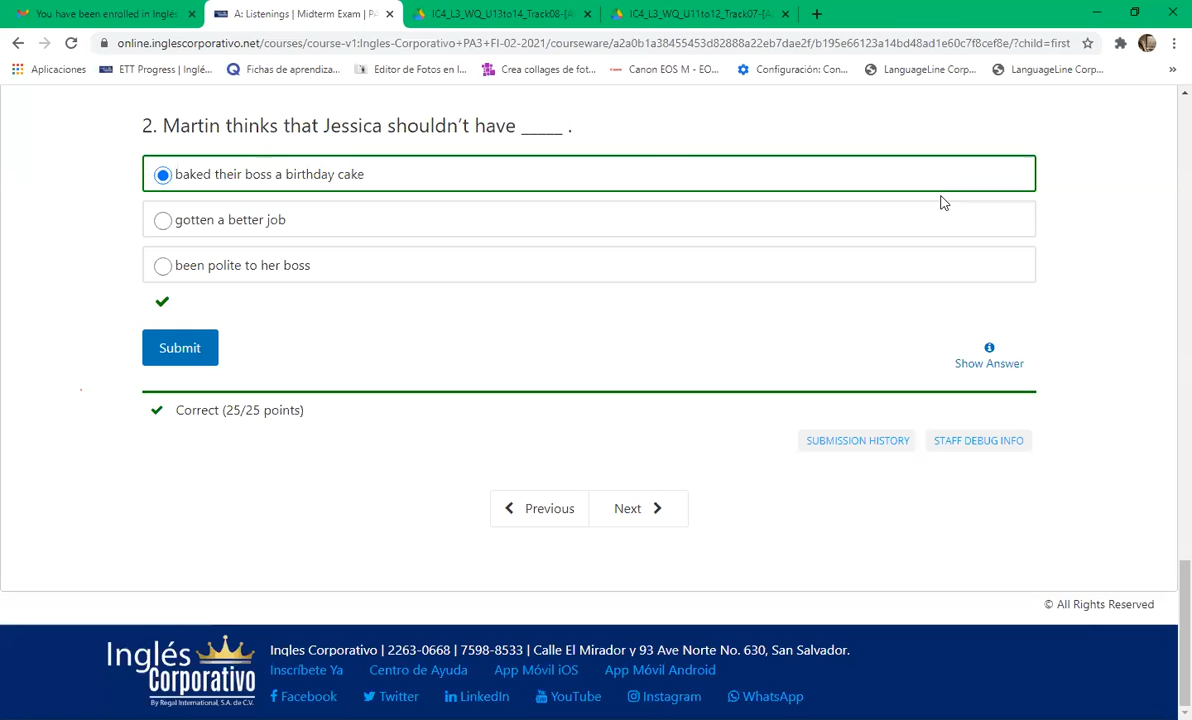 You have been enrolled in Inglés
A: Listenings | Midterm Exam | PA
IC4_L3_WQ_U13to14_Track08-[A
IC4_L3_WQ_U11to12_Track07-[A
online.inglescorporativo.net/courses/course-v1:Ingles-Corporativo+PA3+FI-02-2021/courseware/a2a0b1a38455453d82888a22eb7dae2f/b195e66123a14bd48ad1e60c7f8cef8e/?child=first
Aplicaciones
ETT Progress | Inglé...
Fichas de aprendiza...
Editor de Fotos en l...
Crea collages de fot...
Canon EOS M - EO...
Configuración: Con...
LanguageLine Corp...
LanguageLine Corp...
»
2. Martin thinks that Jessica shouldn't have _____ .
baked their boss a birthday cake
gotten a better job
been polite to her boss
Submit
Show Answer
Correct (25/25 points)
SUBMISSION HISTORY
STAFF DEBUG INFO
Previous
Next
© All Rights Reserved
Inglés
Corporativo
By Regal International, S.A. de C.V.
Ingles Corporativo | 2263-0668 | 7598-8533 | Calle El Mirador y 93 Ave Norte No. 630, San Salvador.
Inscríbete Ya Centro de Ayuda App Móvil iOS App Móvil Android
Facebook Twitter LinkedIn YouTube Instagram WhatsApp